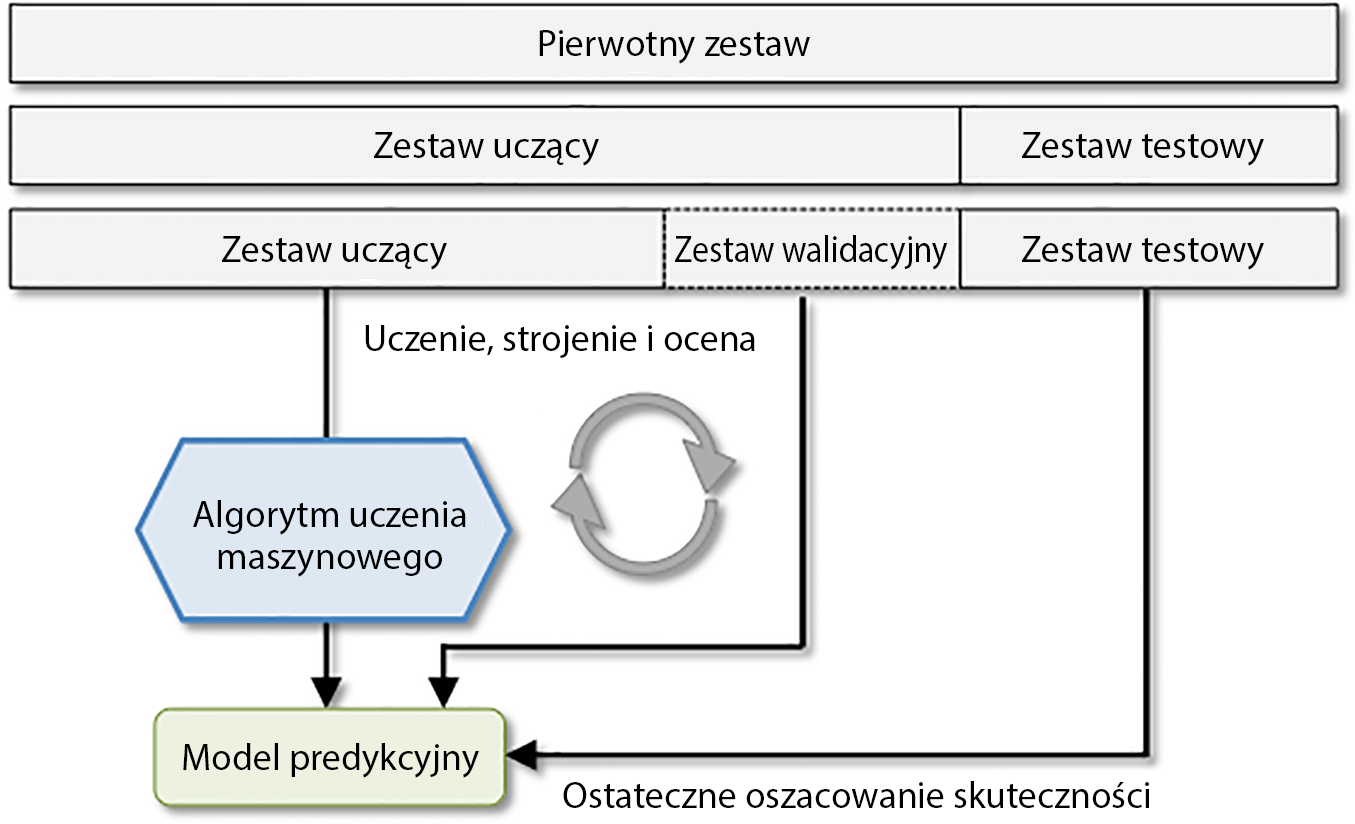 Pierwotny zestaw
Zestaw uczący
Zestaw testowy
Zestaw uczący
Zestaw walidacyjny
Zestaw testowy
Uczenie, strojenie i ocena
Algorytm uczenia
maszynowego
Model predykcyjny
Ostateczne oszacowanie skuteczności